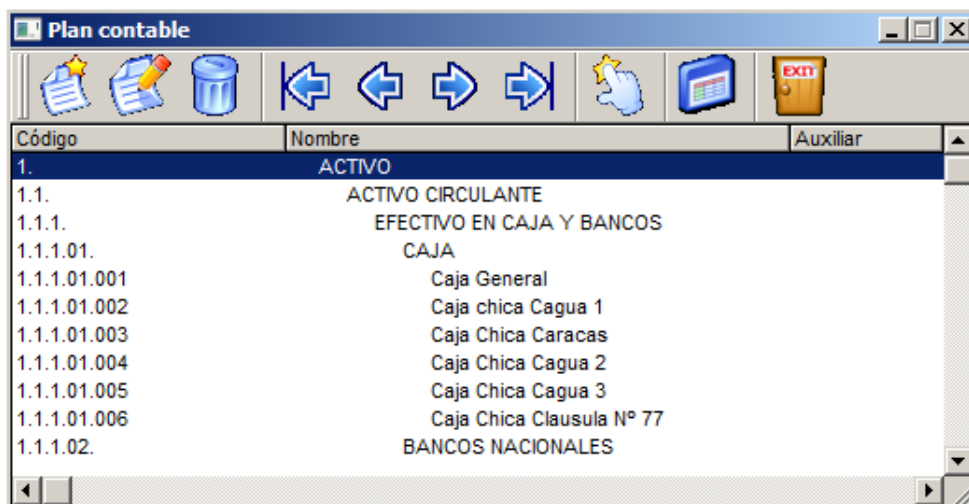 Plan contable
EXIT
Código Nombre Auxiliar
1. ACTIVO
1.1. ACTIVO CIRCULANTE
1.1.1. EFECTIVO EN CAJA Y BANCOS
1.1.1.01. CAJA
1.1.1.01.001 Caja General
1.1.1.01.002 Caja chica Cagua 1
1.1.1.01.003 Caja Chica Caracas
1.1.1.01.004 Caja Chica Cagua 2
1.1.1.01.005 Caja Chica Cagua 3
1.1.1.01.006 Caja Chica Clausula Nº 77
1.1.1.02. BANCOS NACIONALES